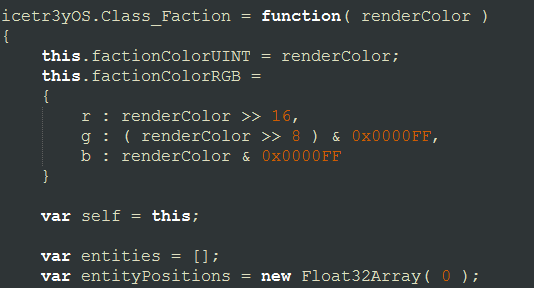 icetr3yOS.Class_Faction = function( renderColor )
{
this.factionColorUINT = renderColor;
this.factionColorRGB =
{
r : renderColor >> 16,
g : ( renderColor >> 8 ) & 0x0000FF,
b : renderColor & 0x0000FF
}
var self = this;
var entities = [];
var entityPositions = new Float32Array( 0 );